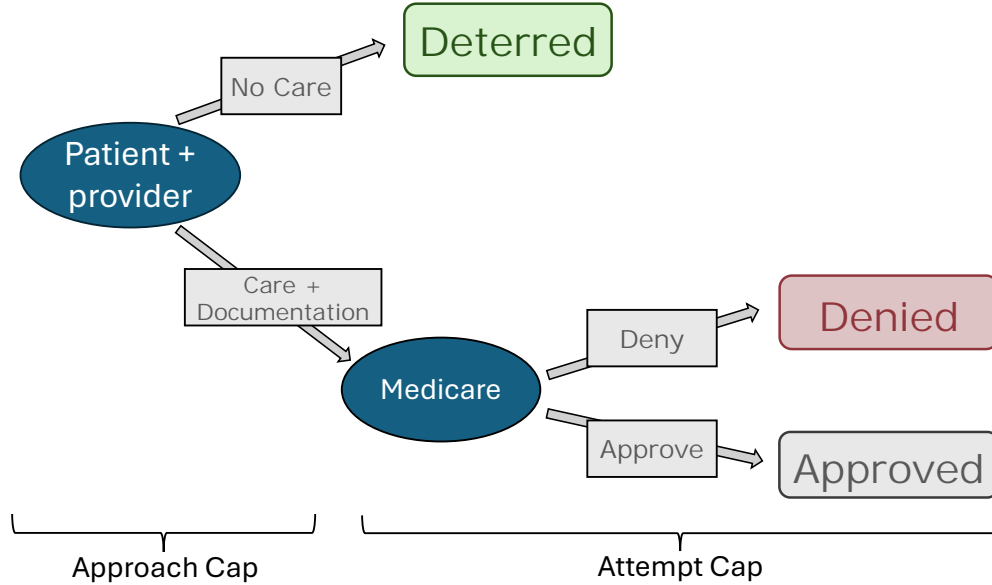 Deterred
No Care
Patient +
provider
Care +
Documentation
Deny
Denied
Medicare
Approve
Approved
Approach Cap
Attempt Cap